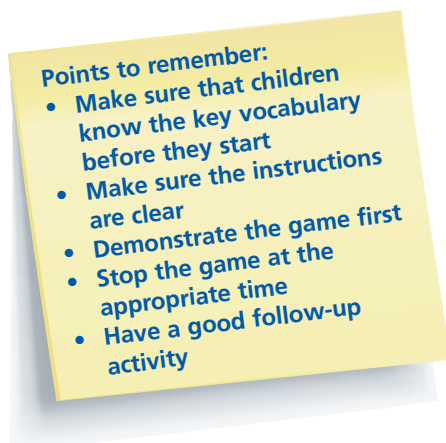 Points to remember:
• Make sure that children
know the key vocabulary
before they start
• Make sure the instructions
are clear
• Demonstrate the game first
• Stop the game at the
appropriate time
• Have a good follow-up
activity